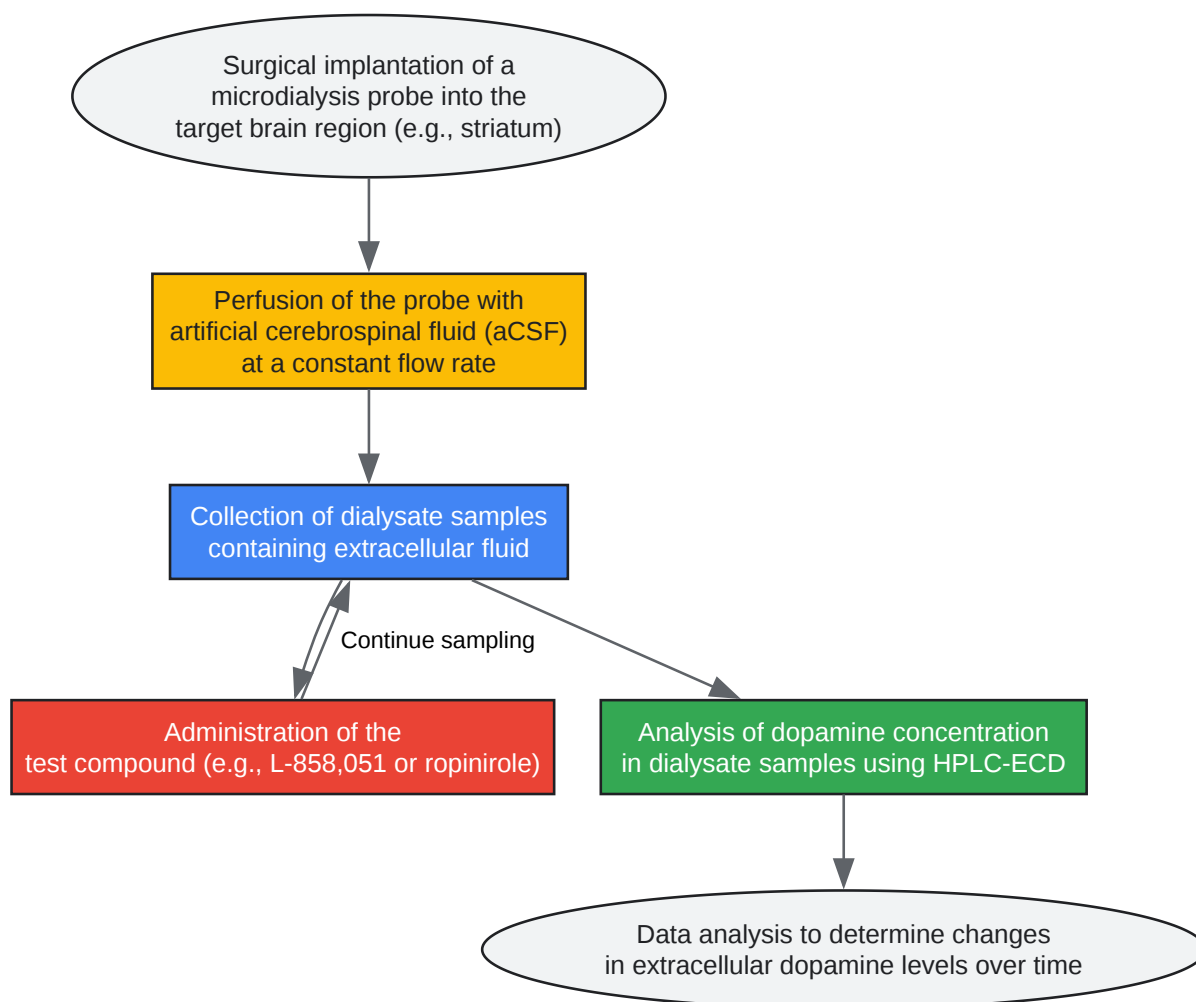 Surgical implantation of a
microdialysis probe into the
target brain region (e.g., striatum)
Perfusion of the probe with
artificial cerebrospinal fluid (aCSF)
at a constant flow rate
Collection of dialysate samples
containing extracellular fluid
Continue sampling
Administration of the
test compound (e.g., L-858,051 or ropinirole)
Analysis of dopamine concentration
in dialysate samples using HPLC-ECD
Data analysis to determine changes
in extracellular dopamine levels over time